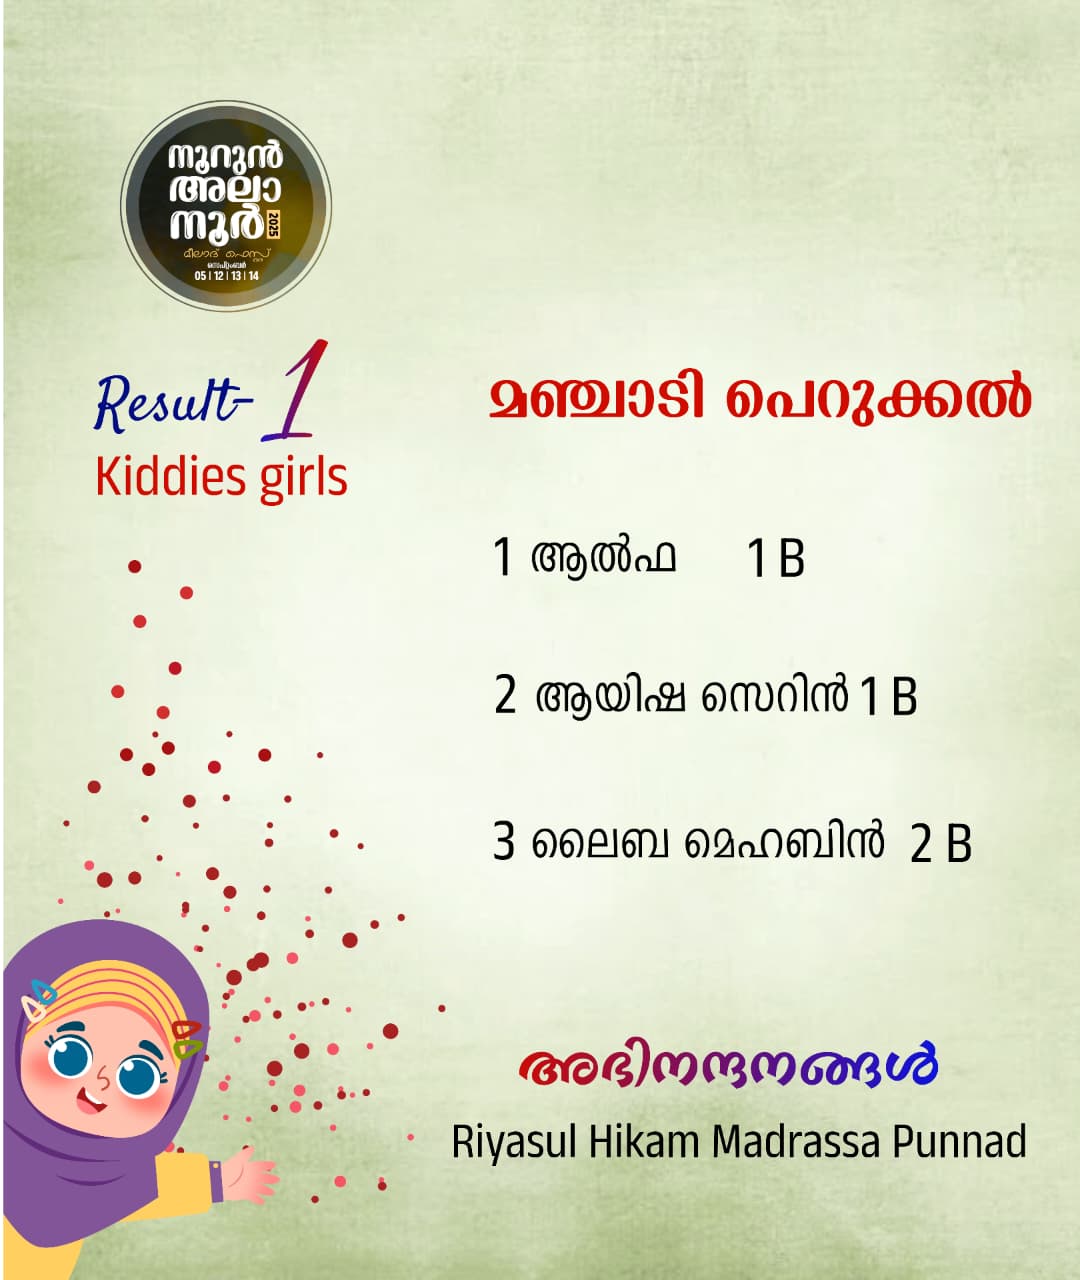 നൂറുൻ
അലാ
നൂർ 2025
മീലാദ് ഫെസ്റ്റ്
സെപ്റ്റംബർ
05 | 12 | 13 | 14
Result- 1
Kiddies girls
മഞ്ചാടി പെറുക്കൽ
1 ആൽഫ 1 B
2 ആയിഷ സെറിൻ 1 B
3 ലൈബ മെഹബിൻ 2 B
അഭിനന്ദനങ്ങൾ
Riyasul Hikam Madrassa Punnad